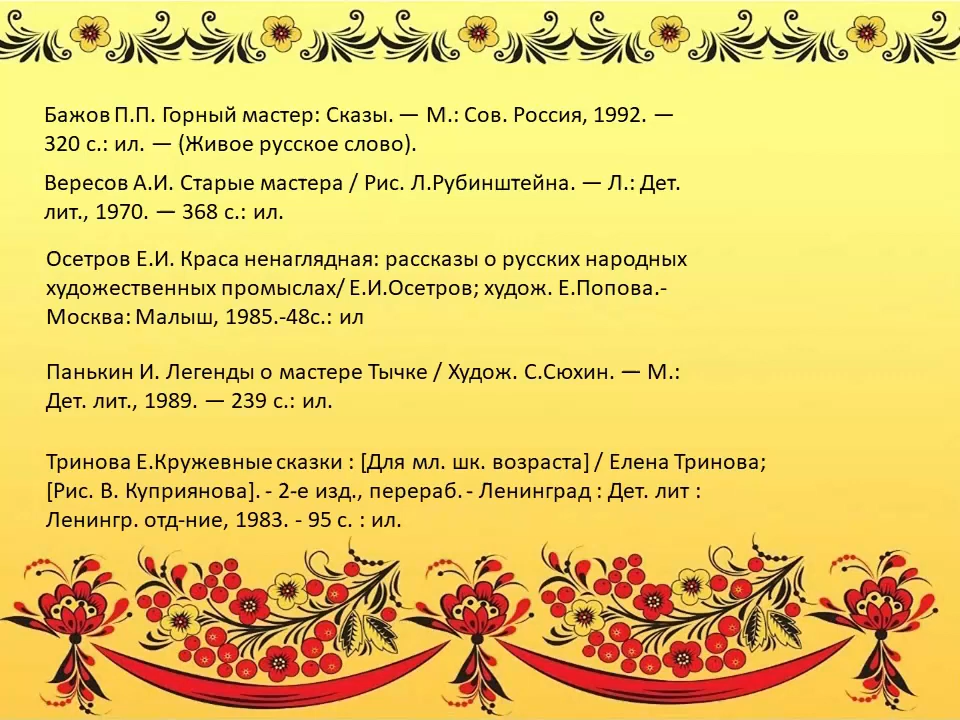 Бажов П.П. Горный мастер: Сказы. — М.: Сов. Россия, 1992. —
320 с.: ил. — (Живое русское слово).
Вересов А.И. Старые мастера / Рис. Л.Рубинштейна. — Л.: Дет.
лит., 1970. — 368 с.: ил.
Осетров Е.И. Краса ненаглядная: рассказы о русских народных
художественных промыслах/ Е.И.Осетров; худож. Е.Попова.-
Москва: Малыш, 1985.-48с.: ил
Панькин И. Легенды о мастере Тычке / Худож. С.Сюхин. — М.:
Дет. лит., 1989. — 239 с.: ил.
Тринова Е.Кружевные сказки : [Для мл. шк. возраста] / Елена Тринова;
[Рис. В. Куприянова]. - 2-е изд., перераб. - Ленинград : Дет. лит :
Ленингр. отд-ние, 1983. - 95 с. : ил.